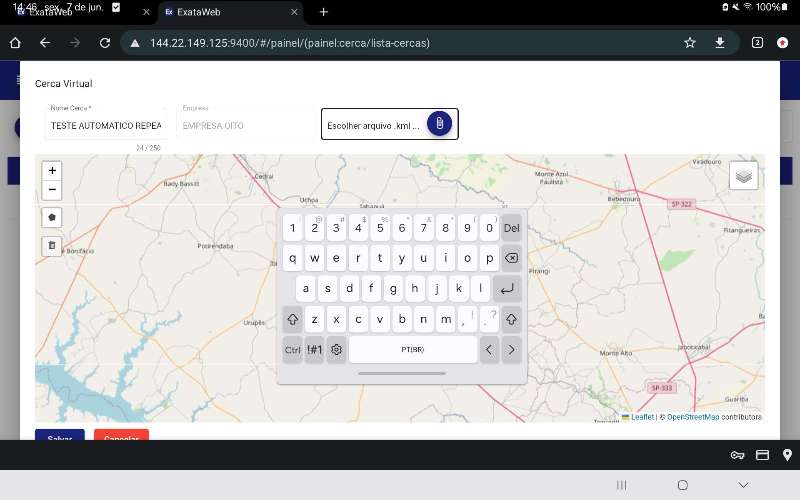 14:46 sex., 7 de jun.
ExataWeb
ExataWeb
100%
144.22.149.125:9400/#/painel/(painel:cerca/lista-cercas)
2
Cerca Virtual
Nome Cerca *
Empresa
TESTE AUTOMATICO REPEA
EMPRESA OITO
Escolher arquivo .kml ...
24 / 250
+
−
Cedral
Bady Bassitt
Uchoa
Tabapuã
Monte Azul
Paulista
Viradouro
Bebedouro
SP 322
Pitangueiras
Potirendaba
e Bonifácio
Pirangi
Urupês
Monte Alto
Jaboticabal
SP-333
Guariba
1 2 3 4 5 6 7 8 9 0 Del
@ # $ % ^ & * ( )
q w e r t y u i o p
a s d f g h j k l
z x c v b n m , ! . ?
Ctrl !#1 PT(BR) < >
Leaflet | © OpenStreetMap contributors
Salvar
Cancelar